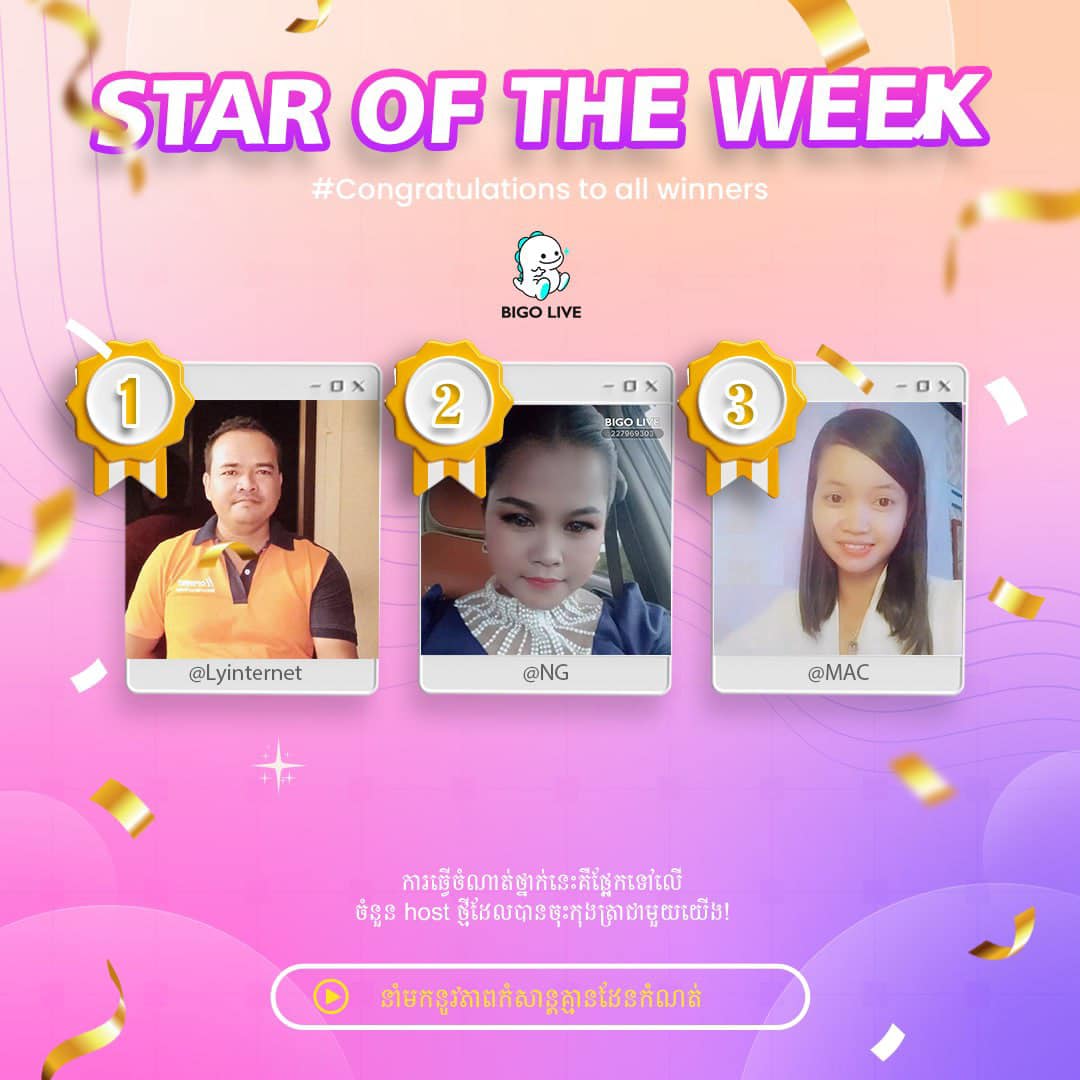 STAR OF THE WEEK
#Congratulations to all winners
BIGO LIVE
1
2
3
BIGO LIVE
227969303
@Lyinternet
@NG
@MAC
ការធ្វើចំណាត់ថ្នាក់នេះគឺផ្អែកទៅលើ
ចំនួន host ថ្មីដែលបានចុះកុងត្រាជាមួយយើង!
នាំមកនូវភាពកំសាន្តគ្មានដែនកំណត់